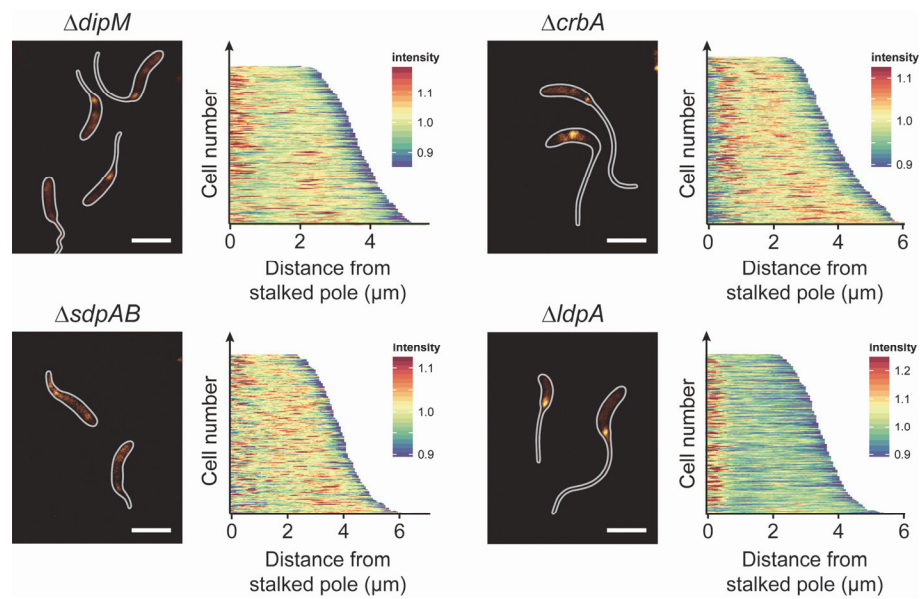 ΔdipM
Cell number
intensity
1.1
1.0
0.9
0 2 4
Distance from
stalked pole (µm)
ΔcrbA
Cell number
intensity
1.1
1.0
0.9
0 2 4 6
Distance from
stalked pole (µm)
ΔsdpAB
Cell number
intensity
1.1
1.0
0.9
0 2 4 6
Distance from
stalked pole (µm)
ΔldpA
Cell number
intensity
1.2
1.1
1.0
0.9
0 2 4 6
Distance from
stalked pole (µm)